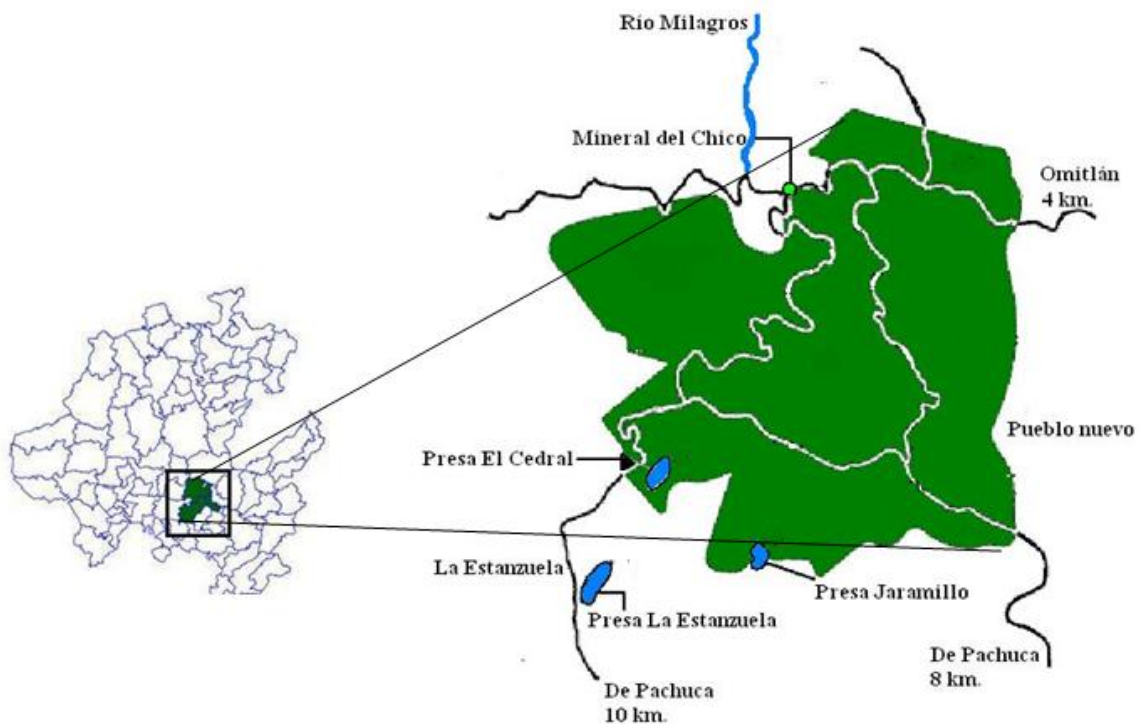 Río Milagros
Mineral del Chico
Omitlán
4 km.
Pueblo nuevo
Presa El Cedral
La Estanzuela
Presa Jaramillo
Presa La Estanzuela
De Pachuca
8 km.
De Pachuca
10 km.